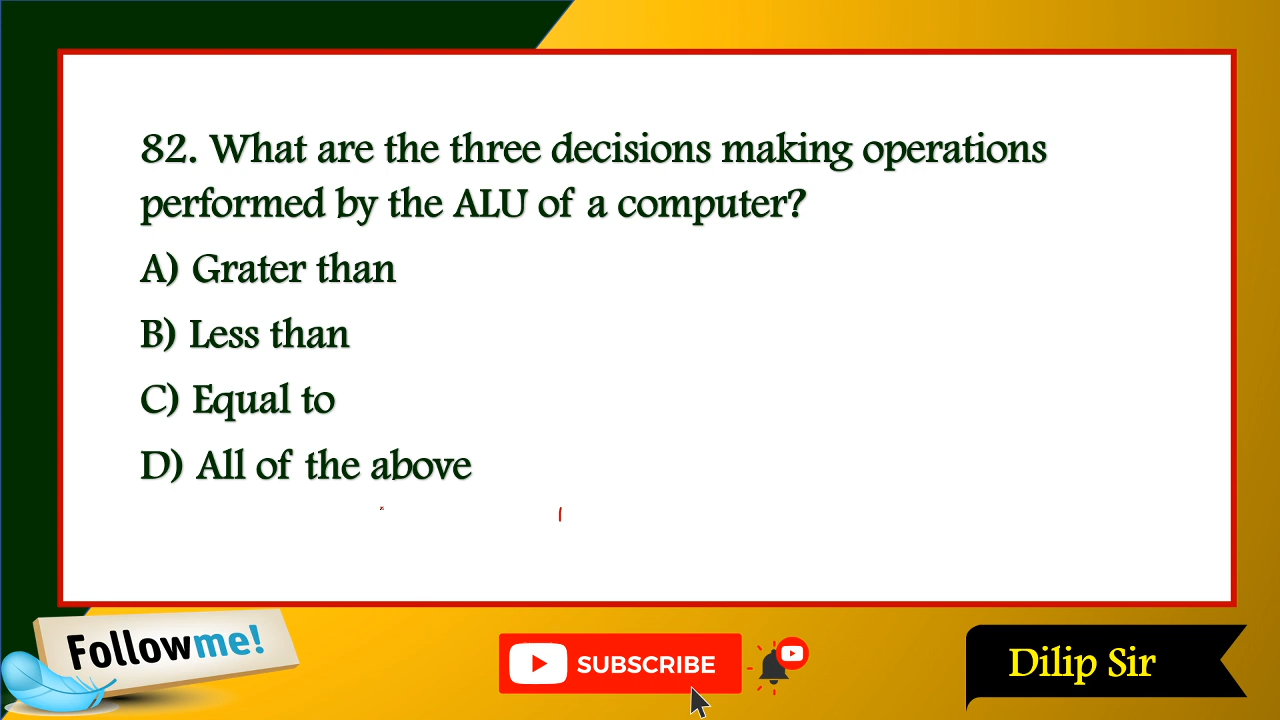 82. What are the three decisions making operations
performed by the ALU of a computer?
A) Grater than
B) Less than
C) Equal to
D) All of the above
Followme!
SUBSCRIBE
Dilip Sir